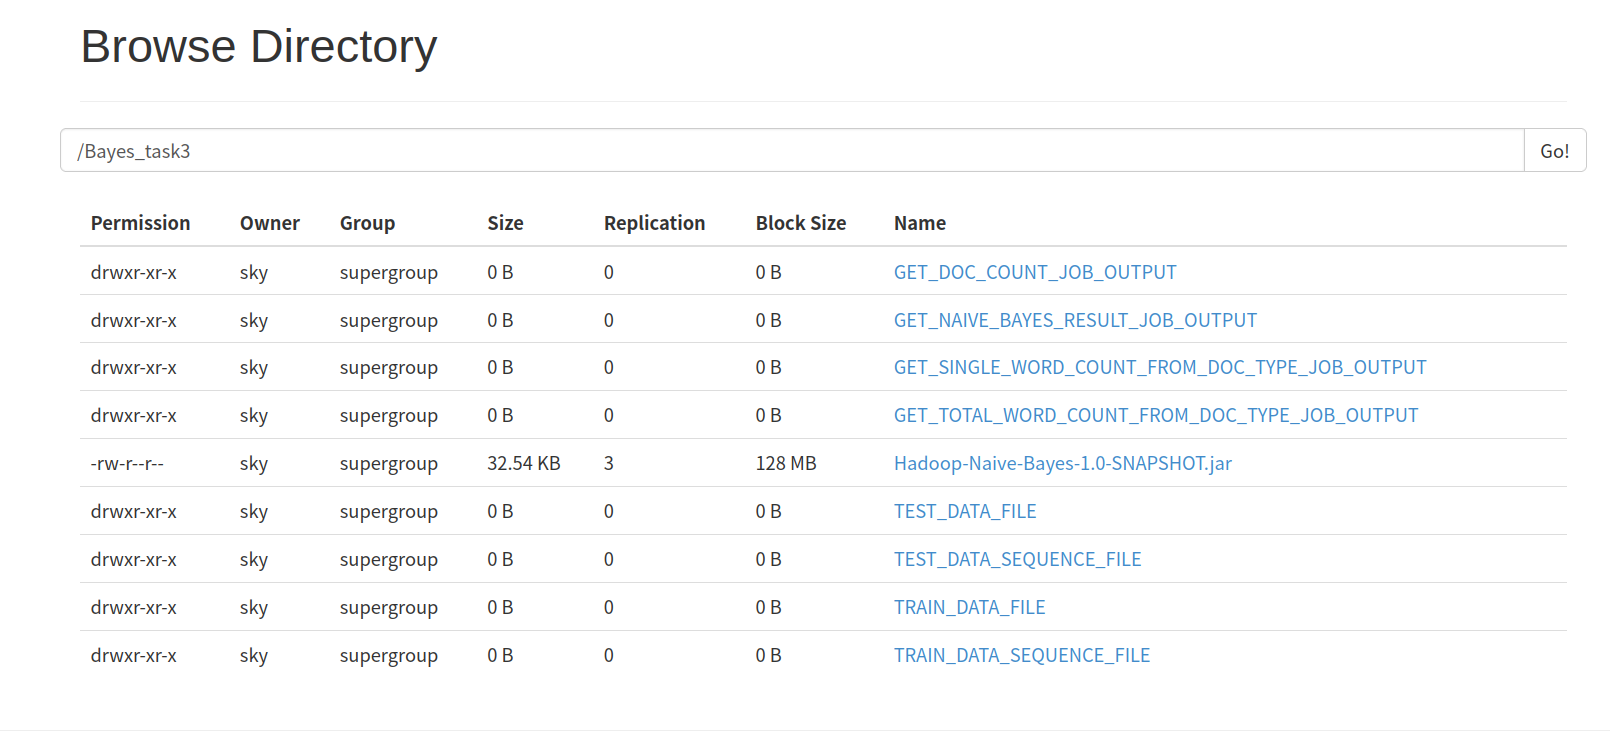 Browse Directory
/Bayes_task3 Go!
Permission Owner Group Size Replication Block Size Name
drwxr-xr-x sky supergroup 0 B 0 0 B GET_DOC_COUNT_JOB_OUTPUT
drwxr-xr-x sky supergroup 0 B 0 0 B GET_NAIVE_BAYES_RESULT_JOB_OUTPUT
drwxr-xr-x sky supergroup 0 B 0 0 B GET_SINGLE_WORD_COUNT_FROM_DOC_TYPE_JOB_OUTPUT
drwxr-xr-x sky supergroup 0 B 0 0 B GET_TOTAL_WORD_COUNT_FROM_DOC_TYPE_JOB_OUTPUT
-rw-r--r-- sky supergroup 32.54 KB 3 128 MB Hadoop-Naive-Bayes-1.0-SNAPSHOT.jar
drwxr-xr-x sky supergroup 0 B 0 0 B TEST_DATA_FILE
drwxr-xr-x sky supergroup 0 B 0 0 B TEST_DATA_SEQUENCE_FILE
drwxr-xr-x sky supergroup 0 B 0 0 B TRAIN_DATA_FILE
drwxr-xr-x sky supergroup 0 B 0 0 B TRAIN_DATA_SEQUENCE_FILE